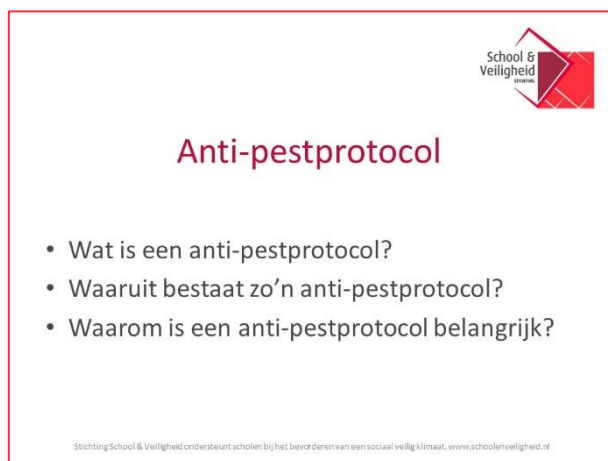 School &
Veiligheid
STICHTING
Anti-pestprotocol
• Wat is een anti-pestprotocol?
• Waaruit bestaat zo’n anti-pestprotocol?
• Waarom is een anti-pestprotocol belangrijk?
Stichting School & Veiligheid ondersteunt scholen bij het bevorderen van een sociaal veilig klimaat. www.schoolenveiligheid.nl